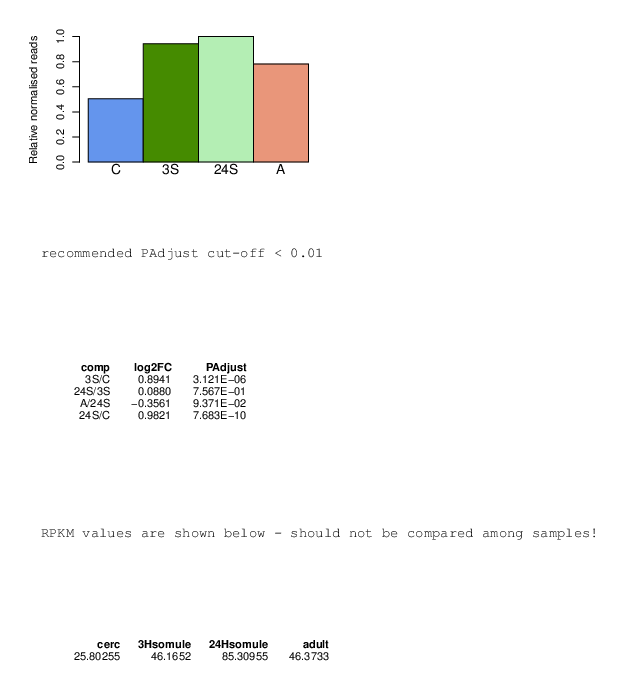 Relative normalised reads
1.0
0.8
0.6
0.4
0.2
0.0
C 3S 24S A
recommended PAdjust cut-off < 0.01
comp log2FC PAdjust
3S/C 0.8941 3.121E−06
24S/3S 0.0880 7.567E−01
A/24S −0.3561 9.371E−02
24S/C 0.9821 7.683E−10
RPKM values are shown below - should not be compared among samples!
cerc 3Hsomule 24Hsomule adult
25.80255 46.1652 85.30955 46.3733